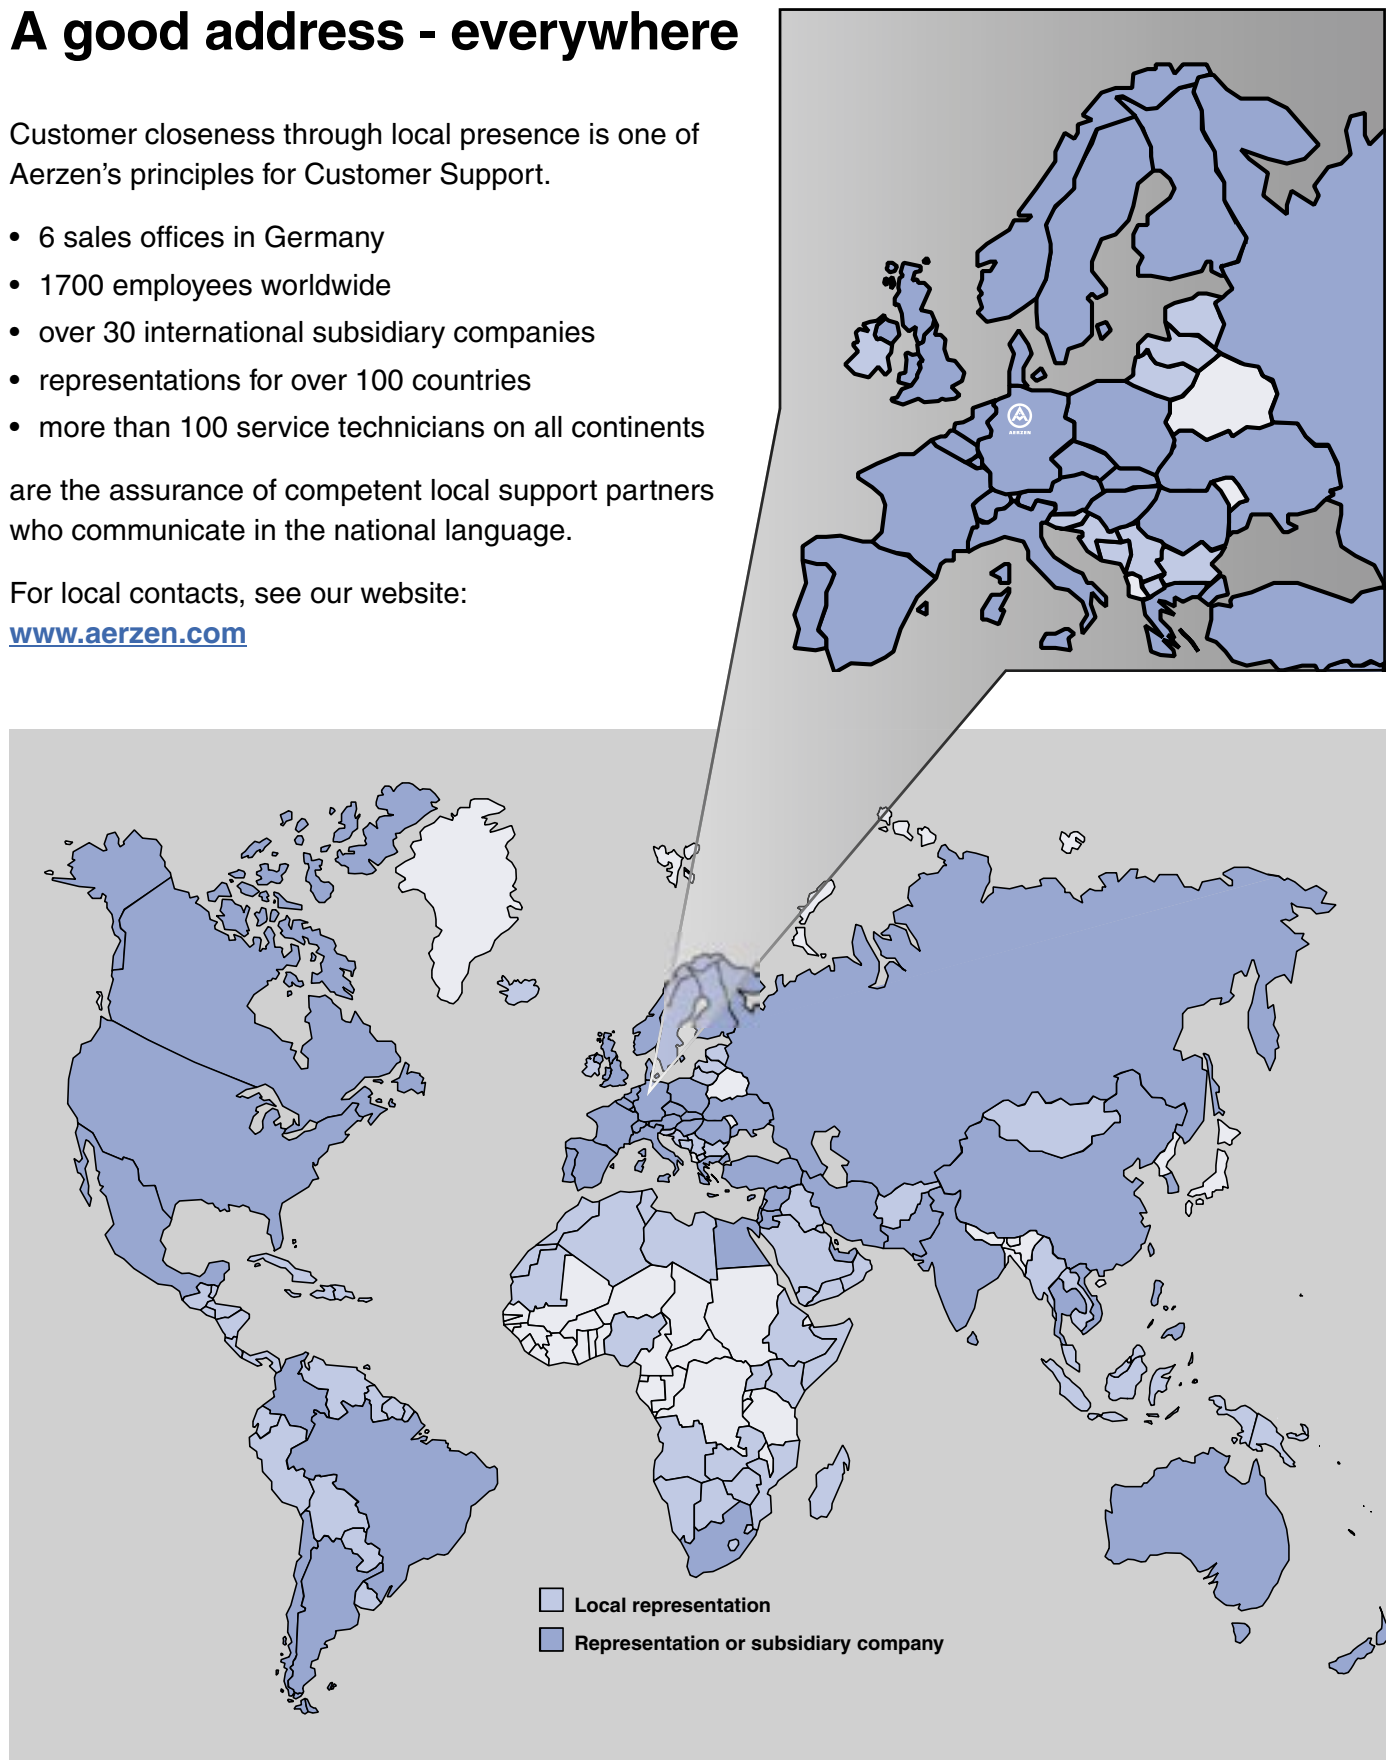 A good address - everywhere
Customer closeness through local presence is one of
Aerzen’s principles for Customer Support.
• 6 sales offices in Germany
• 1700 employees worldwide
• over 30 international subsidiary companies
• representations for over 100 countries
• more than 100 service technicians on all continents
are the assurance of competent local support partners
who communicate in the national language.
For local contacts, see our website:
www.aerzen.com
AERZEN
Local representation
Representation or subsidiary company